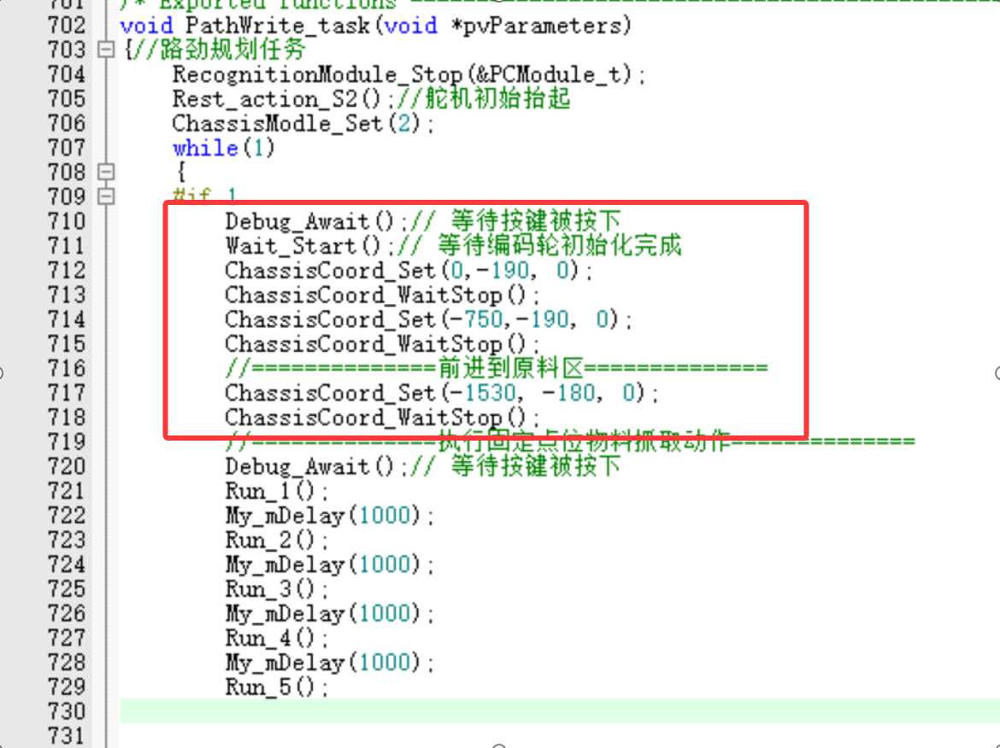 701 /* Exported functions
702 void PathWrite_task(void *pvParameters)
703 {//路劲规划任务
704 RecognitionModule_Stop(&PCModule_t);
705 Rest_action_S2();//舵机初始抬起
706 ChassisModle_Set(2);
707 while(1)
708 {
709 #if 1
710 Debug_Await();// 等待按键被按下
711 Wait_Start();// 等待编码轮初始化完成
712 ChassisCoord_Set(0,-190, 0);
713 ChassisCoord_WaitStop();
714 ChassisCoord_Set(-750,-190, 0);
715 ChassisCoord_WaitStop();
716 //==============前进到原料区==============
717 ChassisCoord_Set(-1530, -180, 0);
718 ChassisCoord_WaitStop();
719 //==============执行固定点位物料抓取动作==============
720 Debug_Await();// 等待按键被按下
721 Run_1();
722 My_mDelay(1000);
723 Run_2();
724 My_mDelay(1000);
725 Run_3();
726 My_mDelay(1000);
727 Run_4();
728 My_mDelay(1000);
729 Run_5();
730
731